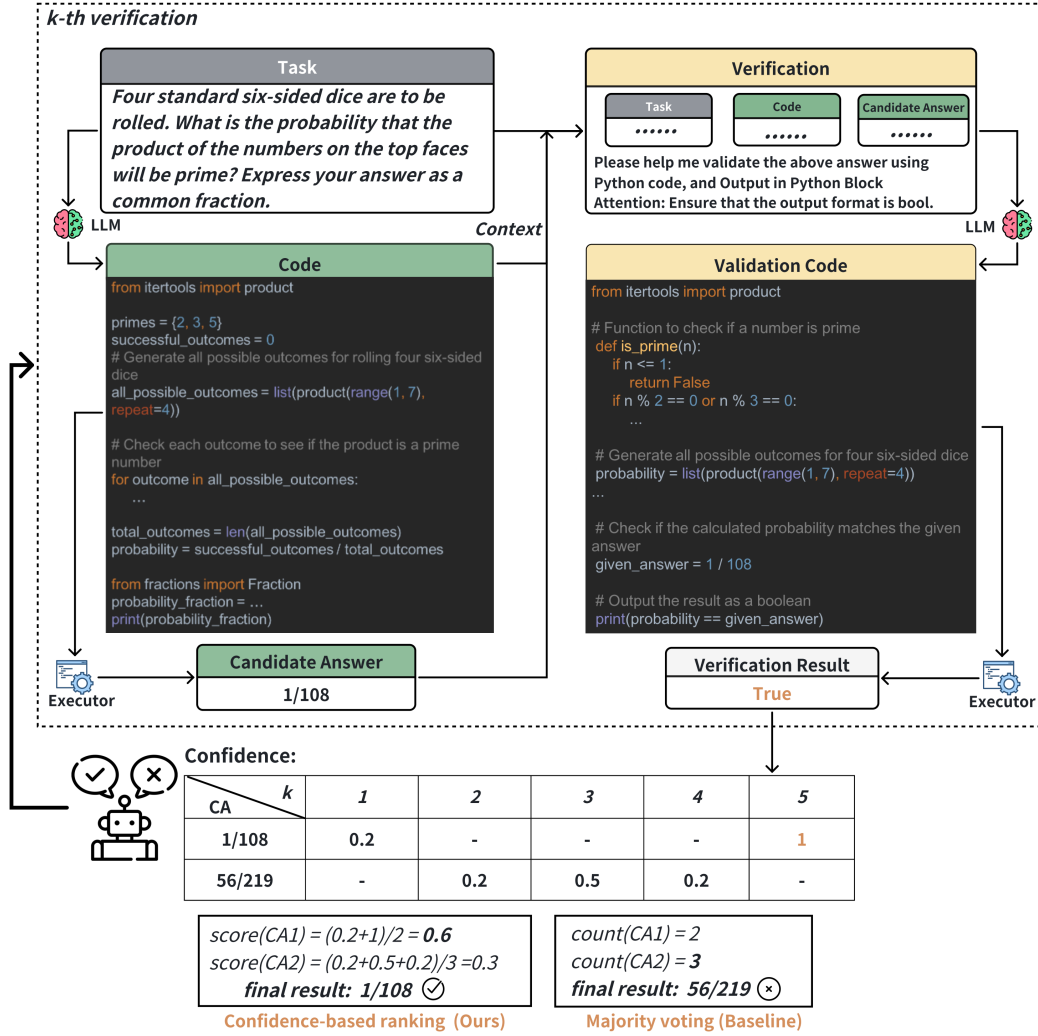 k-th verification
Task
Four standard six-sided dice are to be
rolled. What is the probability that the
product of the numbers on the top faces
will be prime? Express your answer as a
common fraction.
LLM
Context
Code
from itertools import product
primes = {2, 3, 5}
successful_outcomes = 0
# Generate all possible outcomes for rolling four six-sided
dice
all_possible_outcomes = list(product(range(1, 7),
repeat=4))
# Check each outcome to see if the product is a prime
number
for outcome in all_possible_outcomes:
...
total_outcomes = len(all_possible_outcomes)
probability = successful_outcomes / total_outcomes
from fractions import Fraction
probability_fraction = ...
print(probability_fraction)
Executor
Candidate Answer
1/108
Verification
Task
......
Code
......
Candidate Answer
......
Please help me validate the above answer using
Python code, and Output in Python Block
Attention: Ensure that the output format is bool.
LLM
Validation Code
from itertools import product
# Function to check if a number is prime
def is_prime(n):
if n <= 1:
return False
if n % 2 == 0 or n % 3 == 0:
...
# Generate all possible outcomes for four six-sided dice
probability = list(product(range(1, 7), repeat=4))
...
# Check if the calculated probability matches the given
answer
given_answer = 1 / 108
# Output the result as a boolean
print(probability == given_answer)
Verification Result
True
Executor
Confidence:
CA k 1 2 3 4 5
1/108 0.2 - - - 1
56/219 - 0.2 0.5 0.2 -
score(CA1) = (0.2+1)/2 = 0.6
score(CA2) = (0.2+0.5+0.2)/3 =0.3
final result: 1/108
Confidence-based ranking (Ours)
count(CA1) = 2
count(CA2) = 3
final result: 56/219
Majority voting (Baseline)